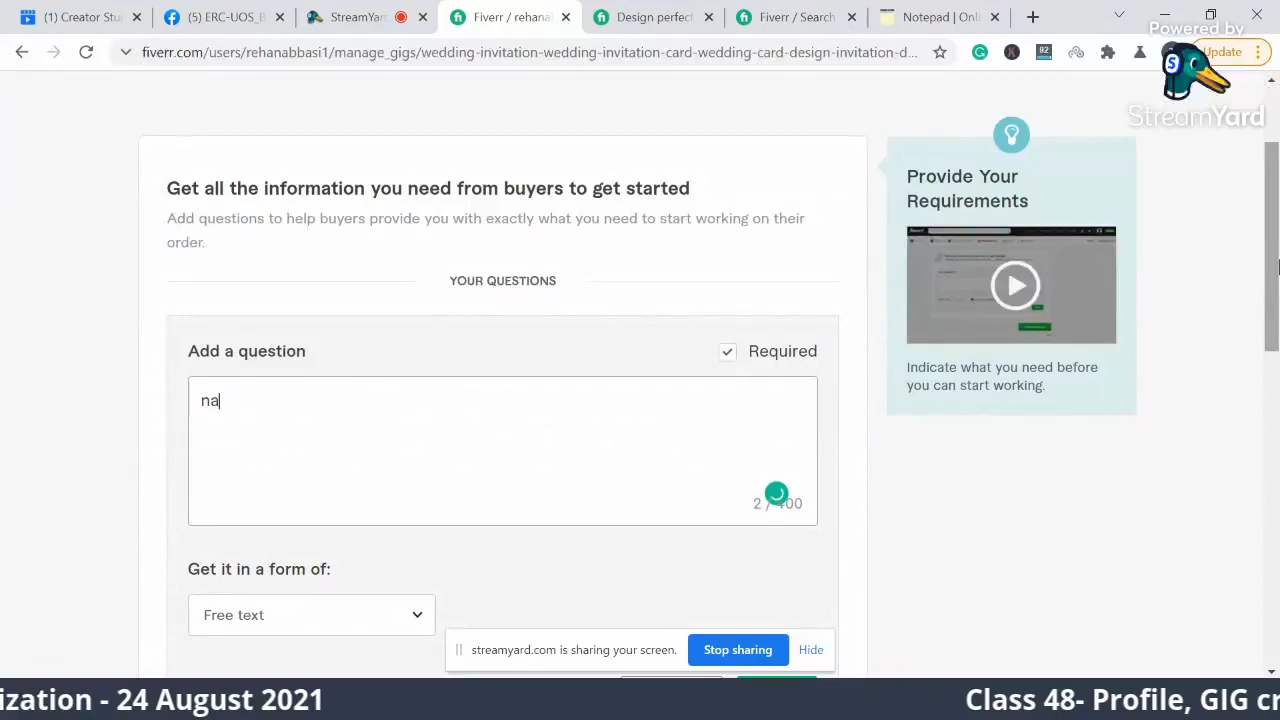 (1) Creator Stu
(5) ERC-UOS_B
StreamYar
Fiverr / rehana
Design perfect
Fiverr / Search
Notepad | Onli
Powered by
fiverr.com/users/rehanabbasi1/manage_gigs/wedding-invitation-wedding-invitation-card-wedding-card-design-invitation-d...
92
Update
StreamYard
Get all the information you need from buyers to get started
Add questions to help buyers provide you with exactly what you need to start working on their
order.
YOUR QUESTIONS
Add a question
Required
na
2 / 400
Get it in a form of:
Free text
Provide Your
Requirements
Indicate what you need before
you can start working.
streamyard.com is sharing your screen.
Stop sharing
Hide
ization - 24 August 2021
Class 48- Profile, GIG cr